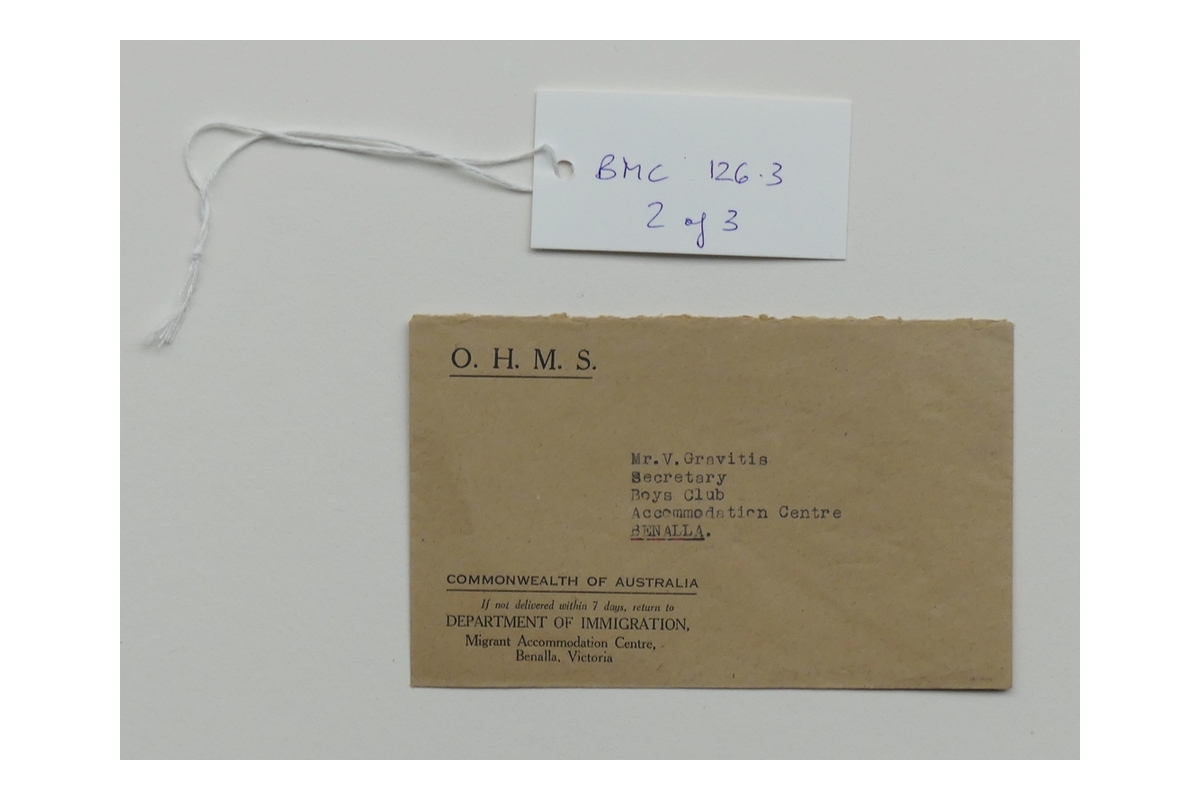 BMC 126.3
2 of 3
O. H. M. S.
Mr.V.Gravitis
Secretary
Boys Club
Accommodation Centre
BENALLA.
COMMONWEALTH OF AUSTRALIA
If not delivered within 7 days, return to
DEPARTMENT OF IMMIGRATION,
Migrant Accommodation Centre,
Benalla, Victoria